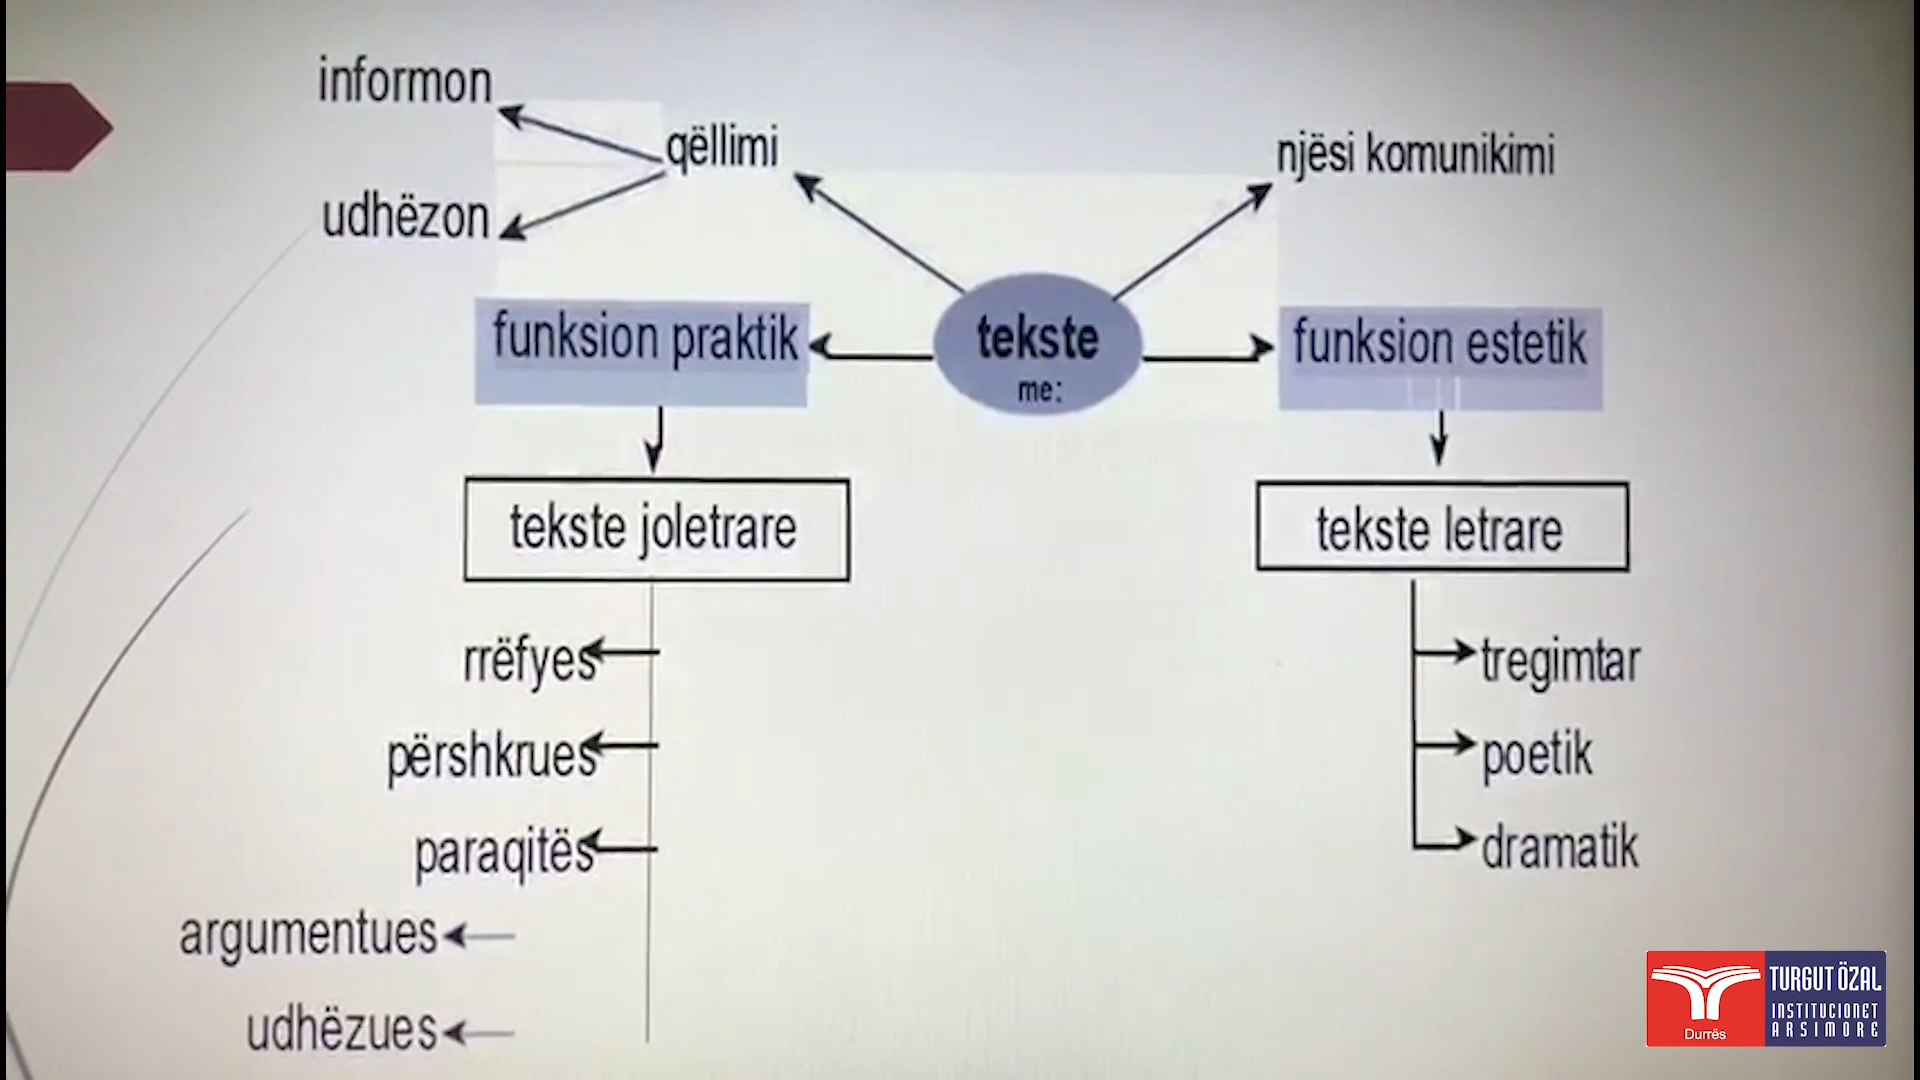 informon
qëllimi
njësi komunikimi
udhëzon
funksion praktik
tekste
me:
funksion estetik
tekste joletrare
tekste letrare
rrëfyes
tregimtar
përshkrues
poetik
paraqitës
dramatik
argumentues
udhëzues
TURGUT ÖZAL
INSTITUCIONET
ARSIMORE
Durrës